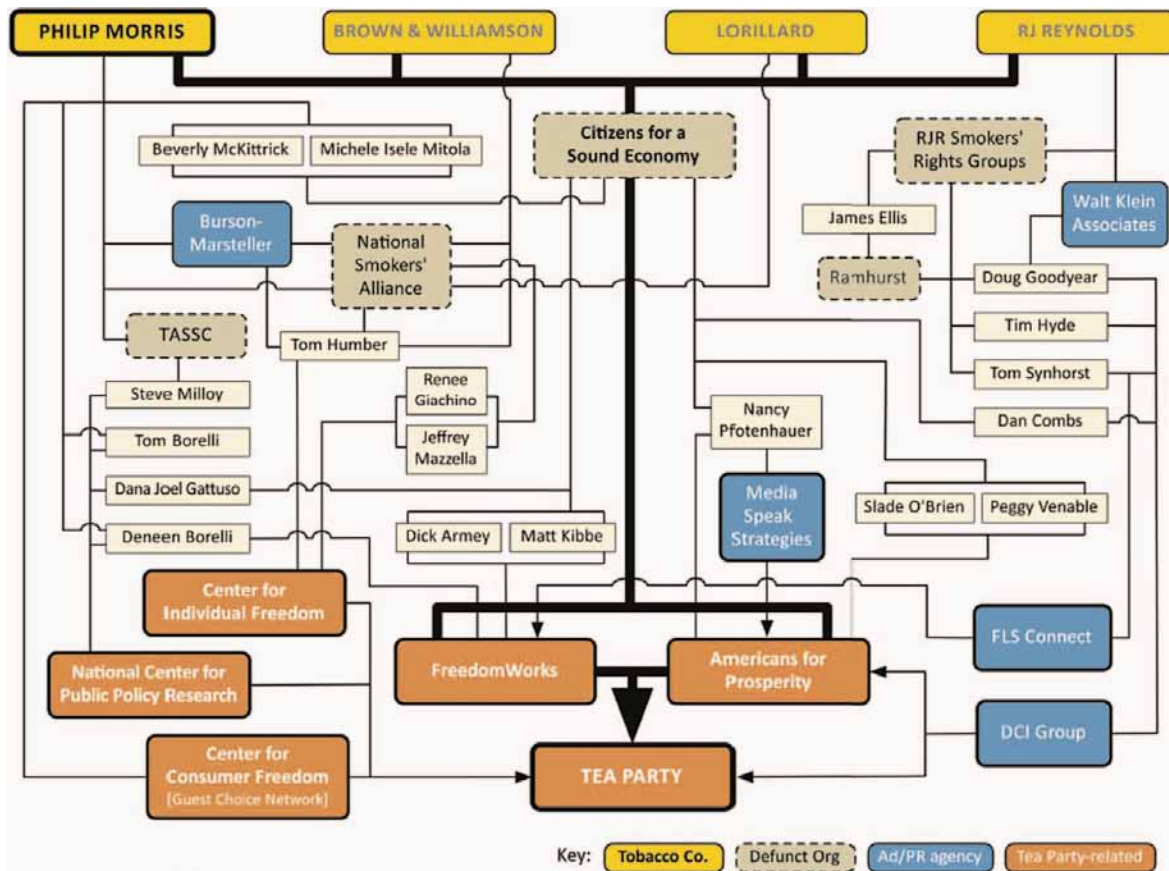 PHILIP MORRIS
BROWN & WILLIAMSON
LORILLARD
RJ REYNOLDS
Citizens for a
Sound Economy
RJR Smokers'
Rights Groups
Beverly McKittrick
Michele Isele Mitola
Walt Klein
Associates
James Ellis
Burson-
Marsteller
National
Smokers'
Alliance
Ramhurst
Doug Goodyear
TASSC
Tom Humber
Tim Hyde
Steve Milloy
Renee
Giachino
Tom Synhorst
Nancy
Pfotenhauer
Dan Combs
Tom Borelli
Jeffrey
Mazzella
Dana Joel Gattuso
Media
Speak
Strategies
Slade O'Brien
Peggy Venable
Deneen Borelli
Dick Armey
Matt Kibbe
Center for
Individual Freedom
FLS Connect
National Center for
Public Policy Research
FreedomWorks
Americans for
Prosperity
DCI Group
Center for
Consumer Freedom
[Guest Choice Network]
TEA PARTY
Key:
Tobacco Co.
Defunct Org
Ad/PR agency
Tea Party-related